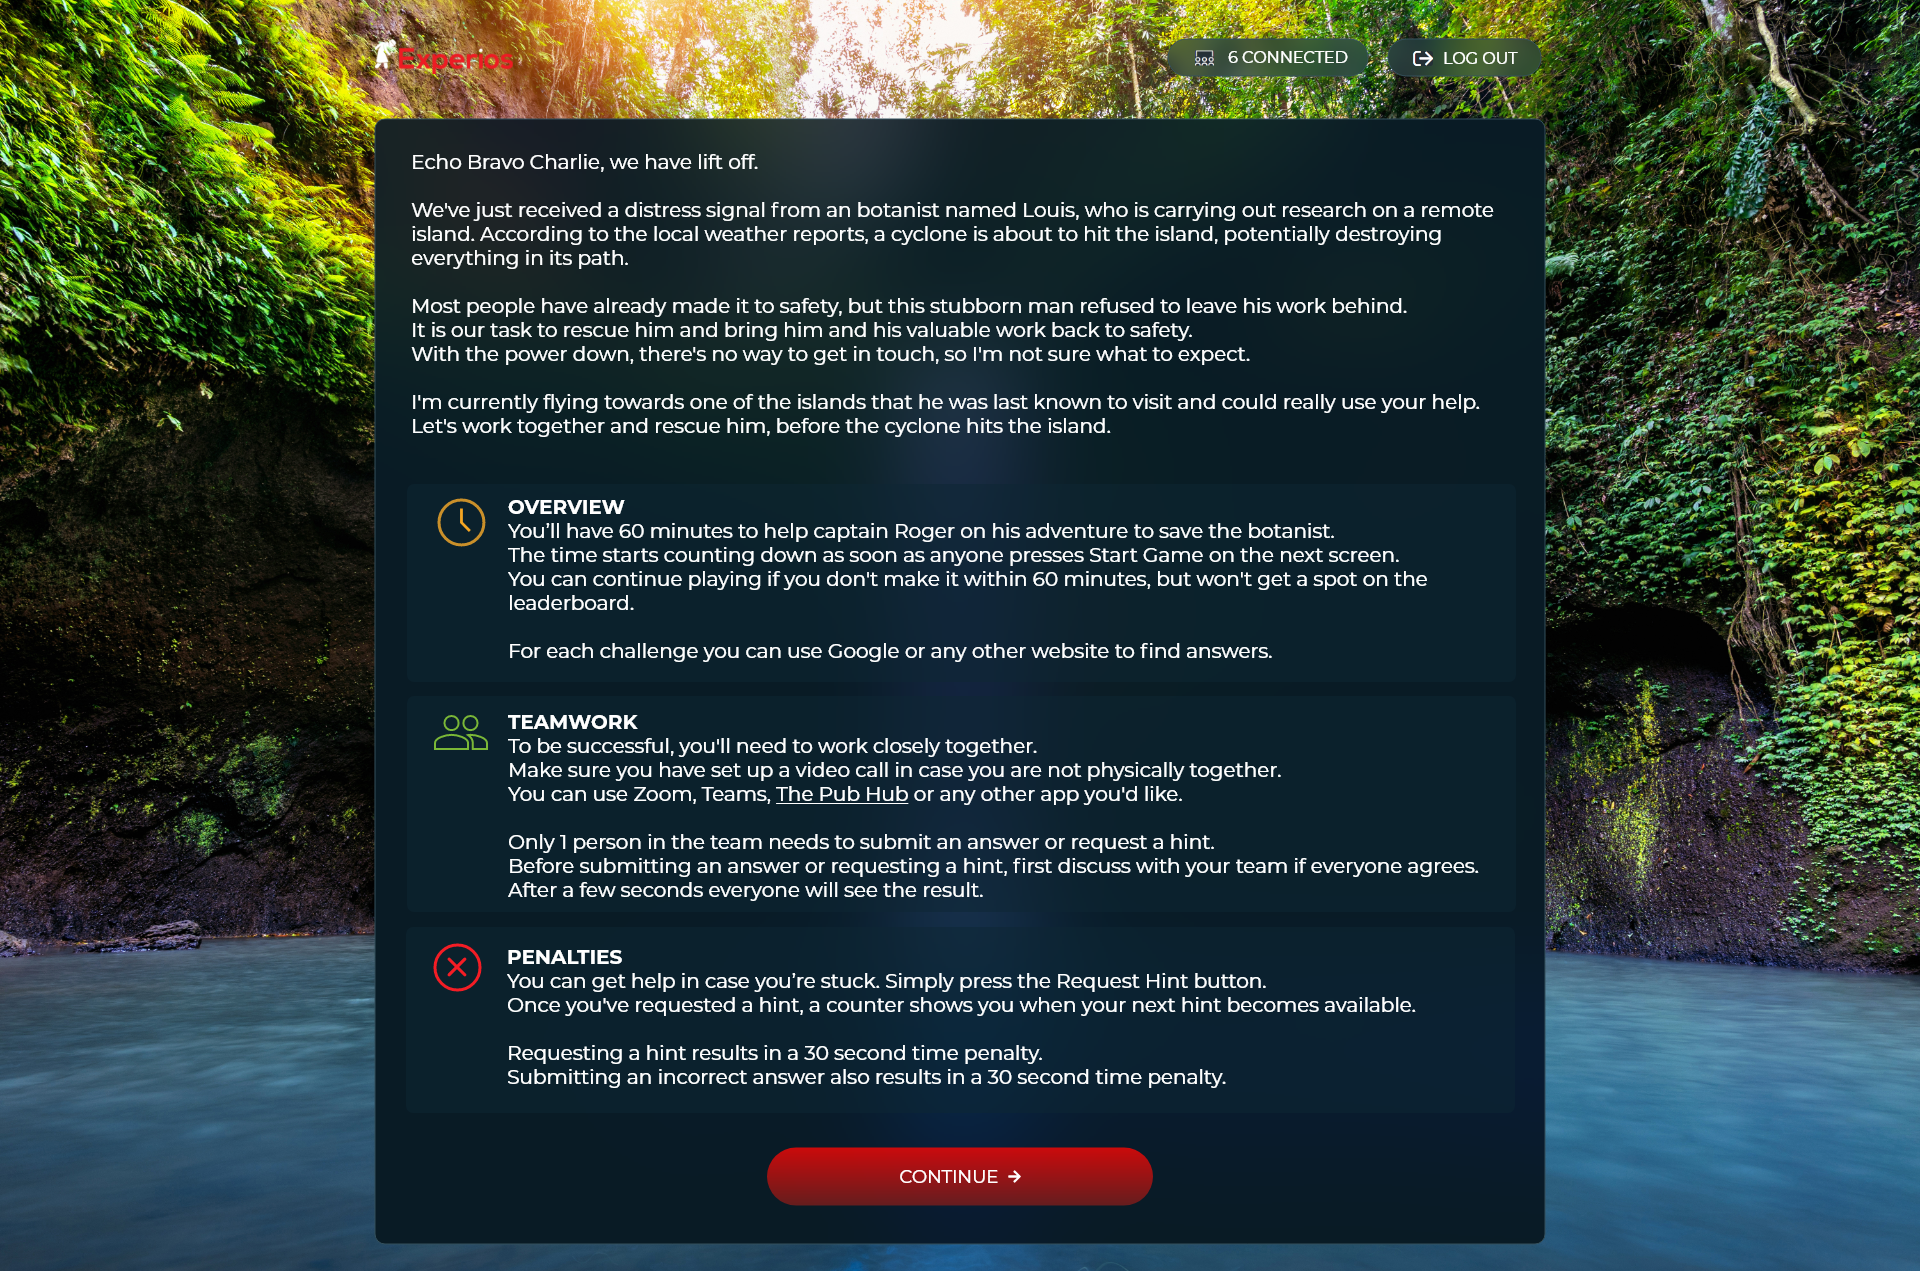 Experios
6 CONNECTED
LOG OUT
Echo Bravo Charlie, we have lift off.
We've just received a distress signal from an botanist named Louis, who is carrying out research on a remote
island. According to the local weather reports, a cyclone is about to hit the island, potentially destroying
everything in its path.
Most people have already made it to safety, but this stubborn man refused to leave his work behind.
It is our task to rescue him and bring him and his valuable work back to safety.
With the power down, there's no way to get in touch, so I'm not sure what to expect.
I'm currently flying towards one of the islands that he was last known to visit and could really use your help.
Let's work together and rescue him, before the cyclone hits the island.
OVERVIEW
You’ll have 60 minutes to help captain Roger on his adventure to save the botanist.
The time starts counting down as soon as anyone presses Start Game on the next screen.
You can continue playing if you don't make it within 60 minutes, but won't get a spot on the
leaderboard.
For each challenge you can use Google or any other website to find answers.
TEAMWORK
To be successful, you'll need to work closely together.
Make sure you have set up a video call in case you are not physically together.
You can use Zoom, Teams, The Pub Hub or any other app you'd like.
Only 1 person in the team needs to submit an answer or request a hint.
Before submitting an answer or requesting a hint, first discuss with your team if everyone agrees.
After a few seconds everyone will see the result.
PENALTIES
You can get help in case you’re stuck. Simply press the Request Hint button.
Once you've requested a hint, a counter shows you when your next hint becomes available.
Requesting a hint results in a 30 second time penalty.
Submitting an incorrect answer also results in a 30 second time penalty.
CONTINUE →